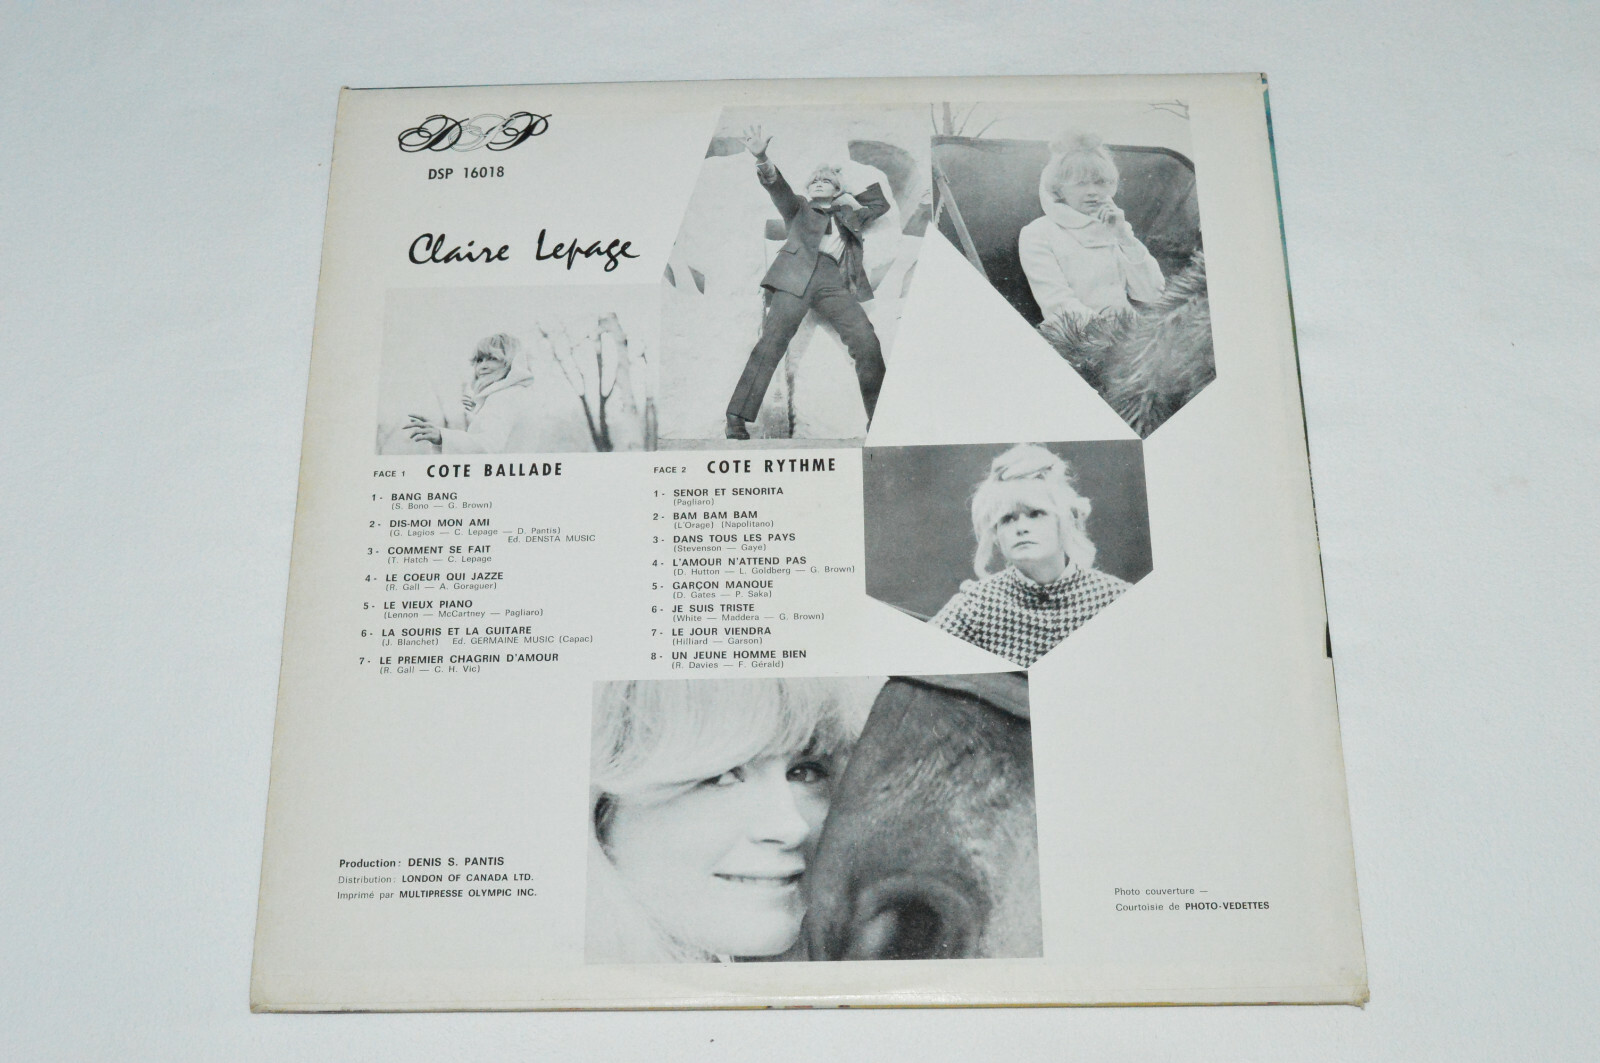 DSP
DSP 16018
Claire Lepage
FACE 1 COTE BALLADE
1 - BANG BANG
(S. Bono — G. Brown)
2 - DIS-MOI MON AMI
(G. Lagios — C. Lepage — D. Pantis)
Ed. DENSTA MUSIC
3 - COMMENT SE FAIT
(T. Hatch — C. Lepage
4 - LE COEUR QUI JAZZE
(R. Gall — A. Goraguer)
5 - LE VIEUX PIANO
(Lennon — McCartney — Pagliaro)
6 - LA SOURIS ET LA GUITARE
(J. Blanchet) Ed. GERMAINE MUSIC (Capac)
7 - LE PREMIER CHAGRIN D'AMOUR
(R. Gall — C. H. Vic)
FACE 2 COTE RYTHME
1 - SENOR ET SENORITA
(Pagliaro)
2 - BAM BAM BAM
(L'Orage) (Napolitano)
3 - DANS TOUS LES PAYS
(Stevenson — Gaye)
4 - L'AMOUR N'ATTEND PAS
(D. Hutton — L. Goldberg — G. Brown)
5 - GARÇON MANQUE
(D. Gates — P. Saka)
6 - JE SUIS TRISTE
(White — Maddera — G. Brown)
7 - LE JOUR VIENDRA
(Hilliard — Garson)
8 - UN JEUNE HOMME BIEN
(R. Davies — F. Gérald)
Production : DENIS S. PANTIS
Distribution : LONDON OF CANADA LTD.
Imprimé par MULTIPRESSE OLYMPIC INC.
Photo couverture —
Courtoisie de PHOTO-VEDETTES